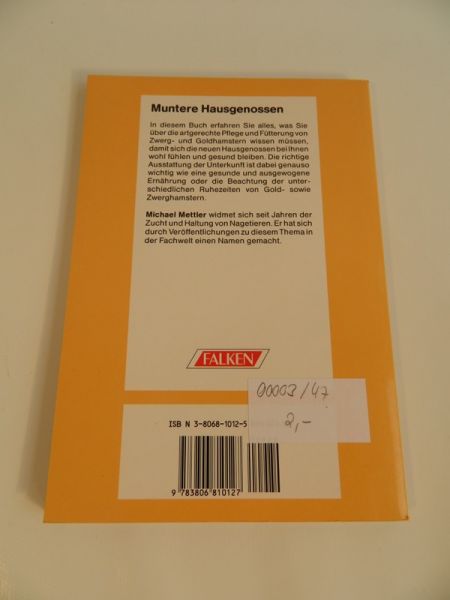 Muntere Hausgenossen
In diesem Buch erfahren Sie alles, was Sie
über die artgerechte Pflege und Fütterung von
Zwerg- und Goldhamstern wissen müssen,
damit sich die neuen Hausgenossen bei Ihnen
wohl fühlen und gesund bleiben. Die richtige
Ausstattung der Unterkunft ist dabei genauso
wichtig wie eine gesunde und ausgewogene
Ernährung oder die Beachtung der unter-
schiedlichen Ruhezeiten von Gold- sowie
Zwerghamstern.
Michael Mettler widmet sich seit Jahren der
Zucht und Haltung von Nagetieren. Er hat sich
durch Veröffentlichungen zu diesem Thema in
der Fachwelt einen Namen gemacht.
FALKEN
00003/47
2,-
ISBN 3-8068-1012-5
9 783806 810127